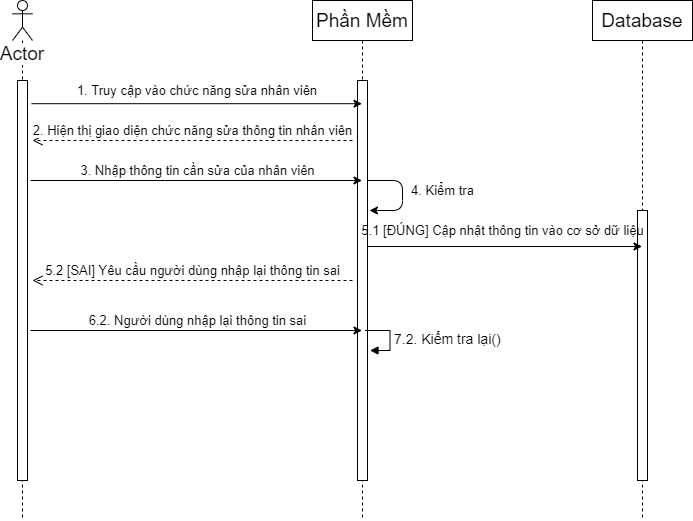 Actor
Phần Mềm
Database
1. Truy cập vào chức năng sửa nhân viên
2. Hiện thị giao diện chức năng sửa thông tin nhân viên
3. Nhập thông tin cần sửa của nhân viên
4. Kiểm tra
5.1 [ĐÚNG] Cập nhật thông tin vào cơ sở dữ liệu
5.2 [SAI] Yêu cầu người dùng nhập lại thông tin sai
6.2. Người dùng nhập lại thông tin sai
7.2. Kiểm tra lại()